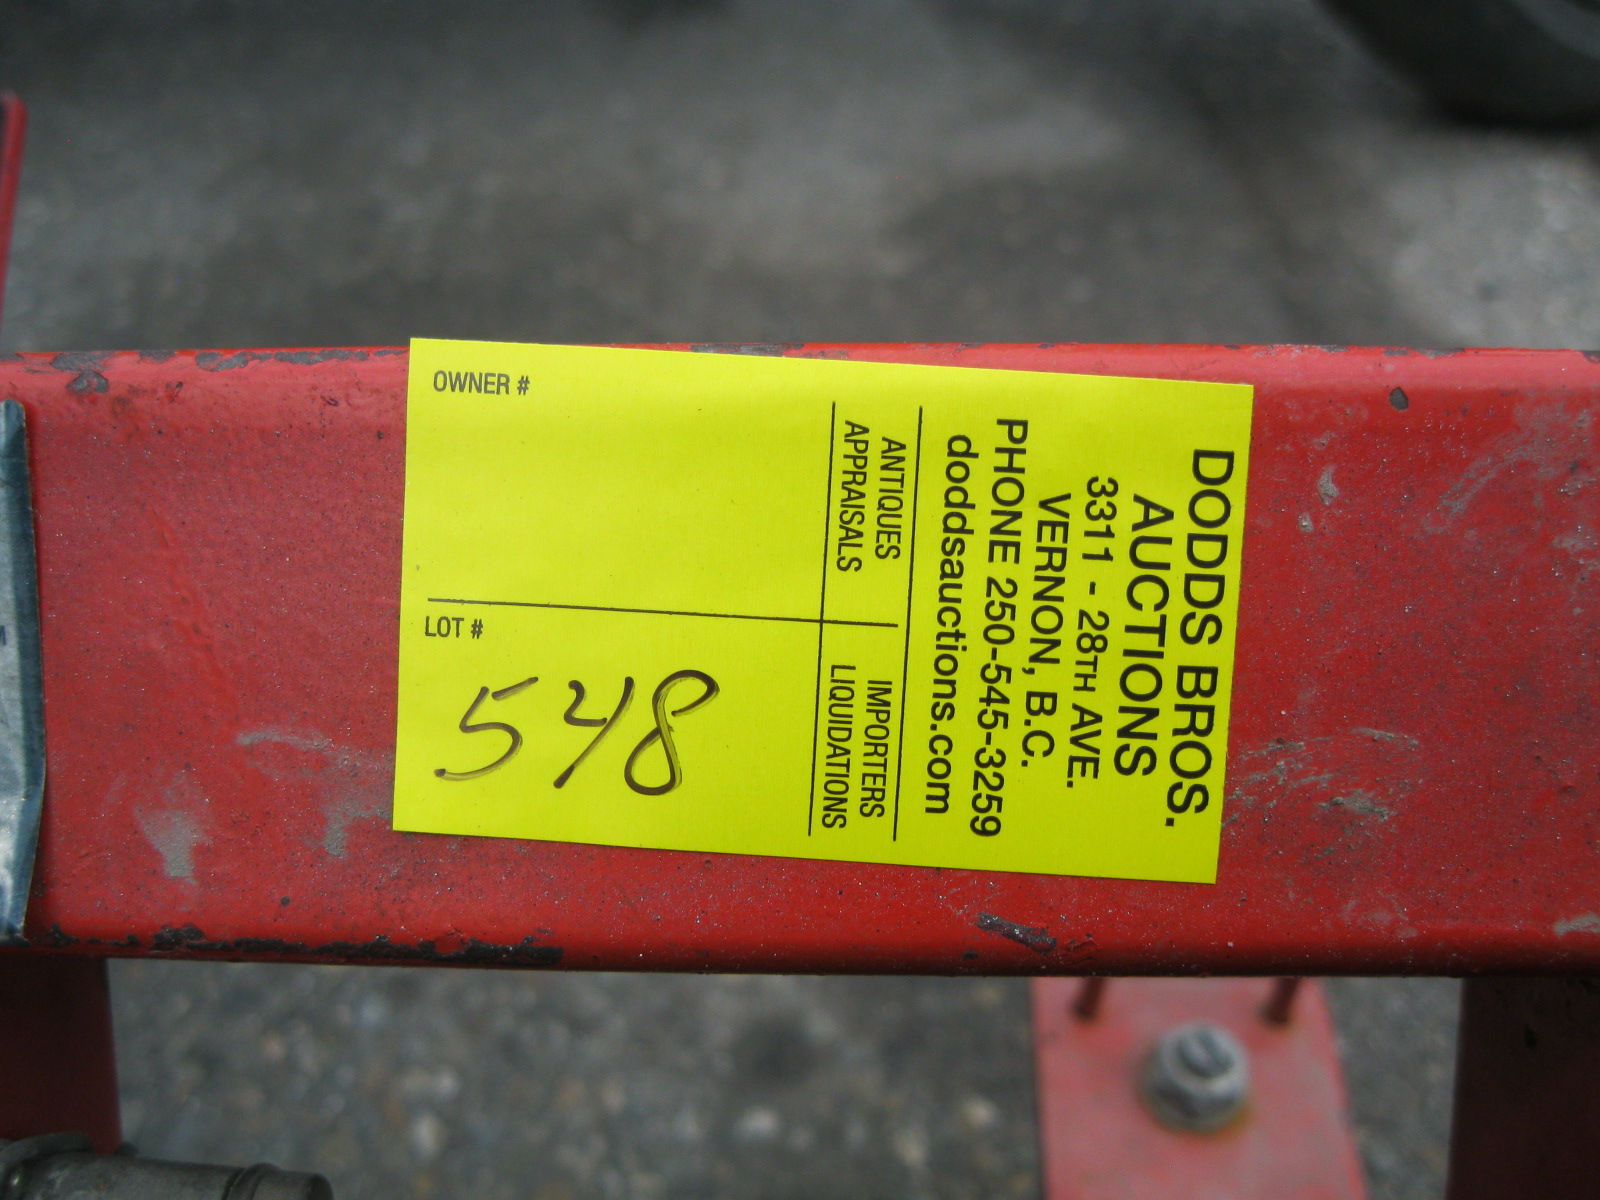 DODDS BROS.
AUCTIONS
3311 - 28TH AVE.
VERNON, B.C.
PHONE 250-545-3259
doddsauctions.com
ANTIQUES
APPRAISALS
IMPORTERS
LIQUIDATIONS
OWNER #
LOT #
548